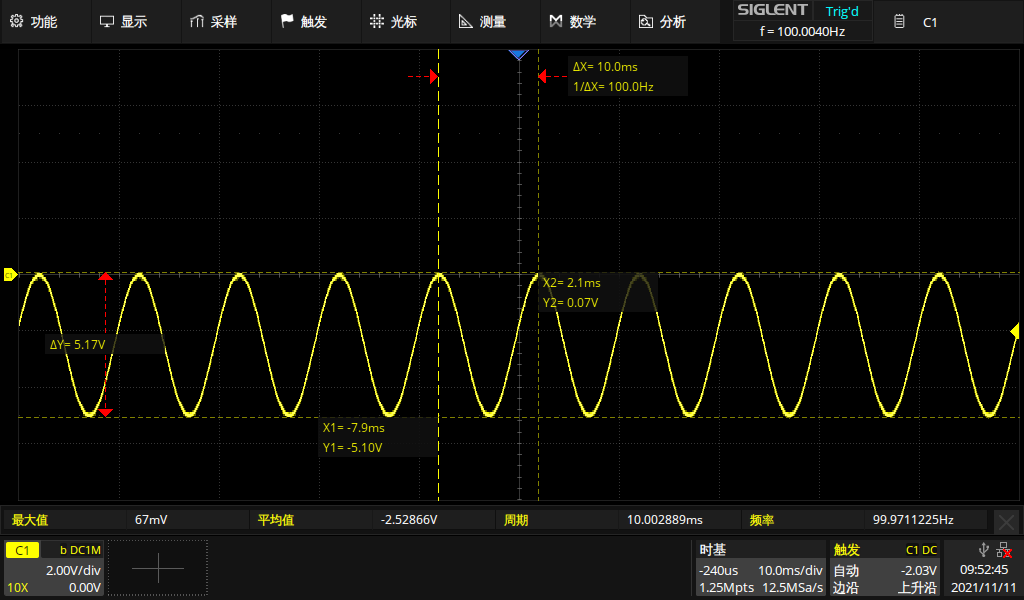 功能 显示 采样 触发 光标 测量 数学 分析 SIGLENT Trig'd C1
f = 100.0040Hz
ΔX= 10.0ms
1/ΔX= 100.0Hz
C1
X2= 2.1ms
Y2= 0.07V
ΔY= 5.17V
X1= -7.9ms
Y1= -5.10V
最大值 67mV 平均值 -2.52866V 周期 10.002889ms 频率 99.9711225Hz
C1 b DC1M
2.00V/div
10X 0.00V
时基
-240us 10.0ms/div
1.25Mpts 12.5MSa/s
触发 C1 DC
自动 -2.03V
边沿 上升沿
09:52:45
2021/11/11